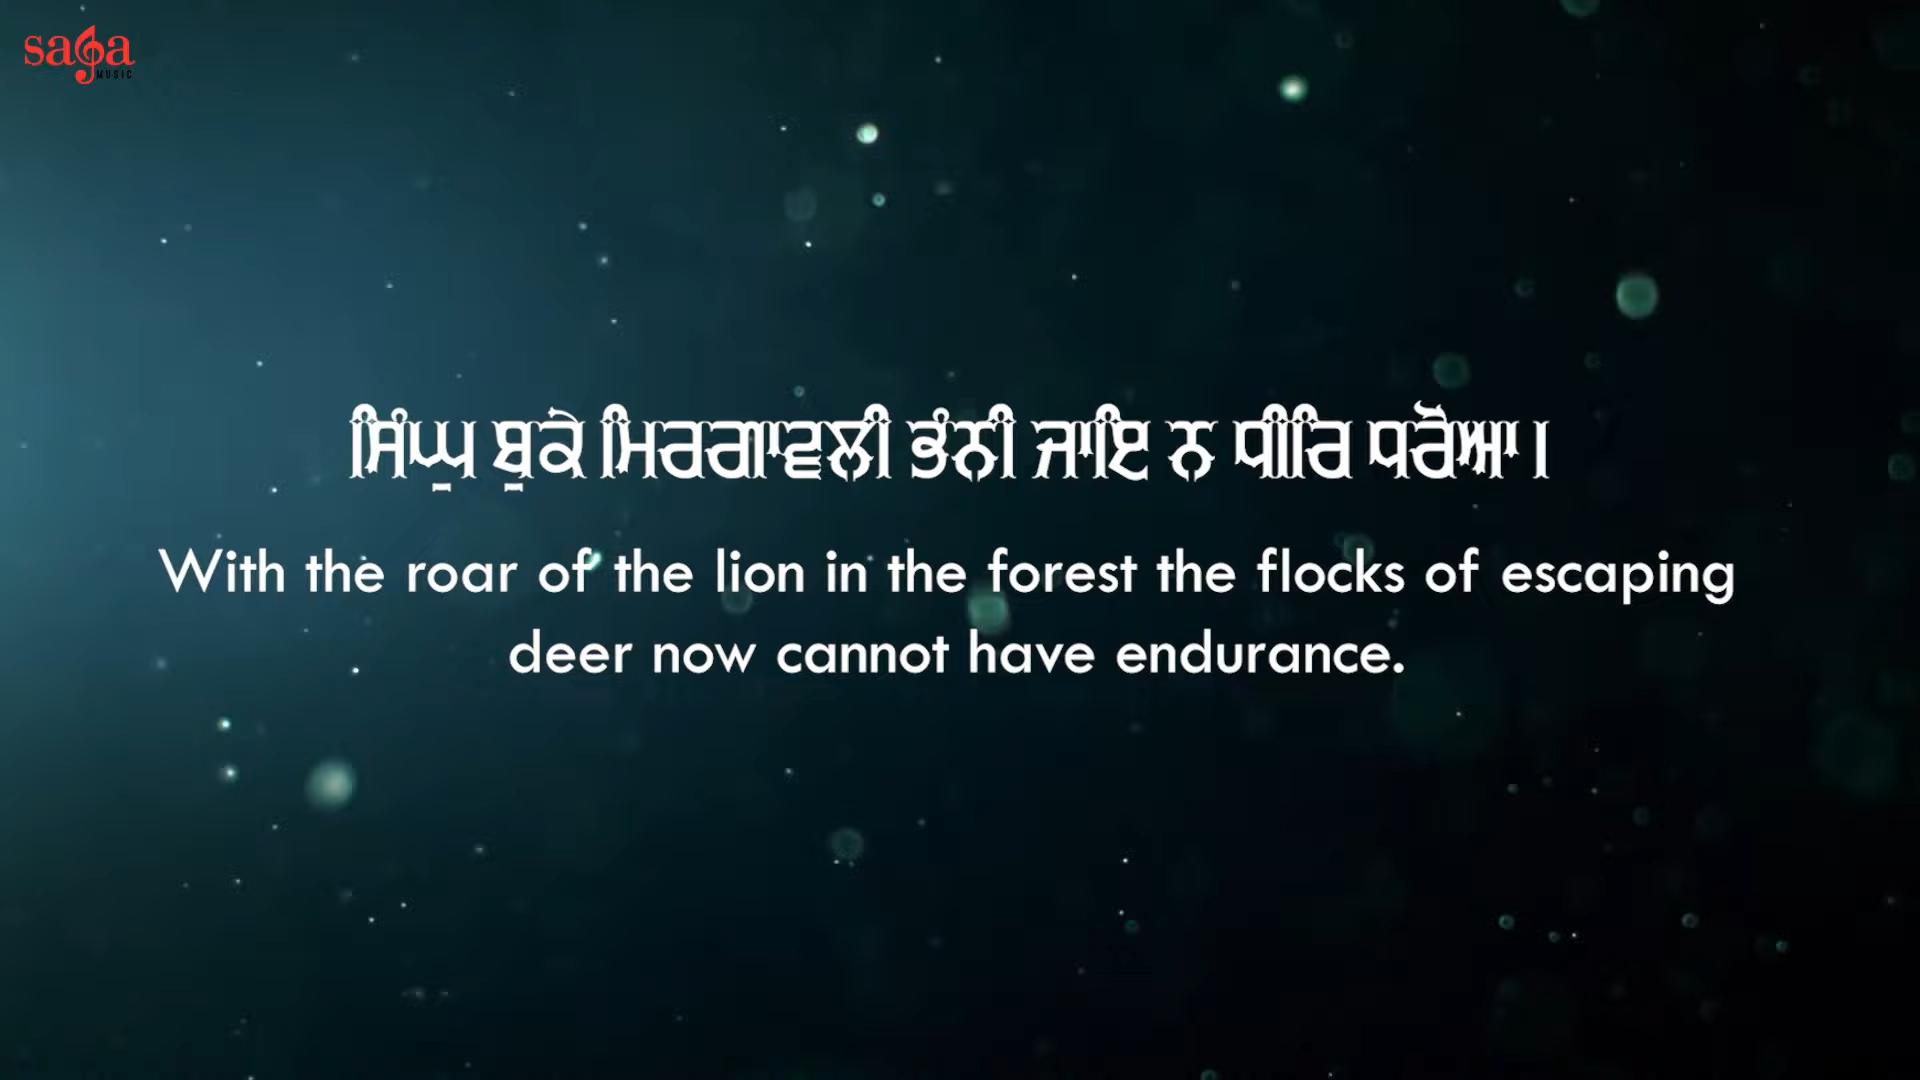 saga
MUSIC
ਸਿੰਘੁ ਬੁਕੇ ਮਿਰਗਾਵਲੀ ਭੰਨੀ ਜਾਇ ਨ ਧੀਰਿ ਧਰੋਆ।
With the roar of the lion in the forest the flocks of escaping
deer now cannot have endurance.